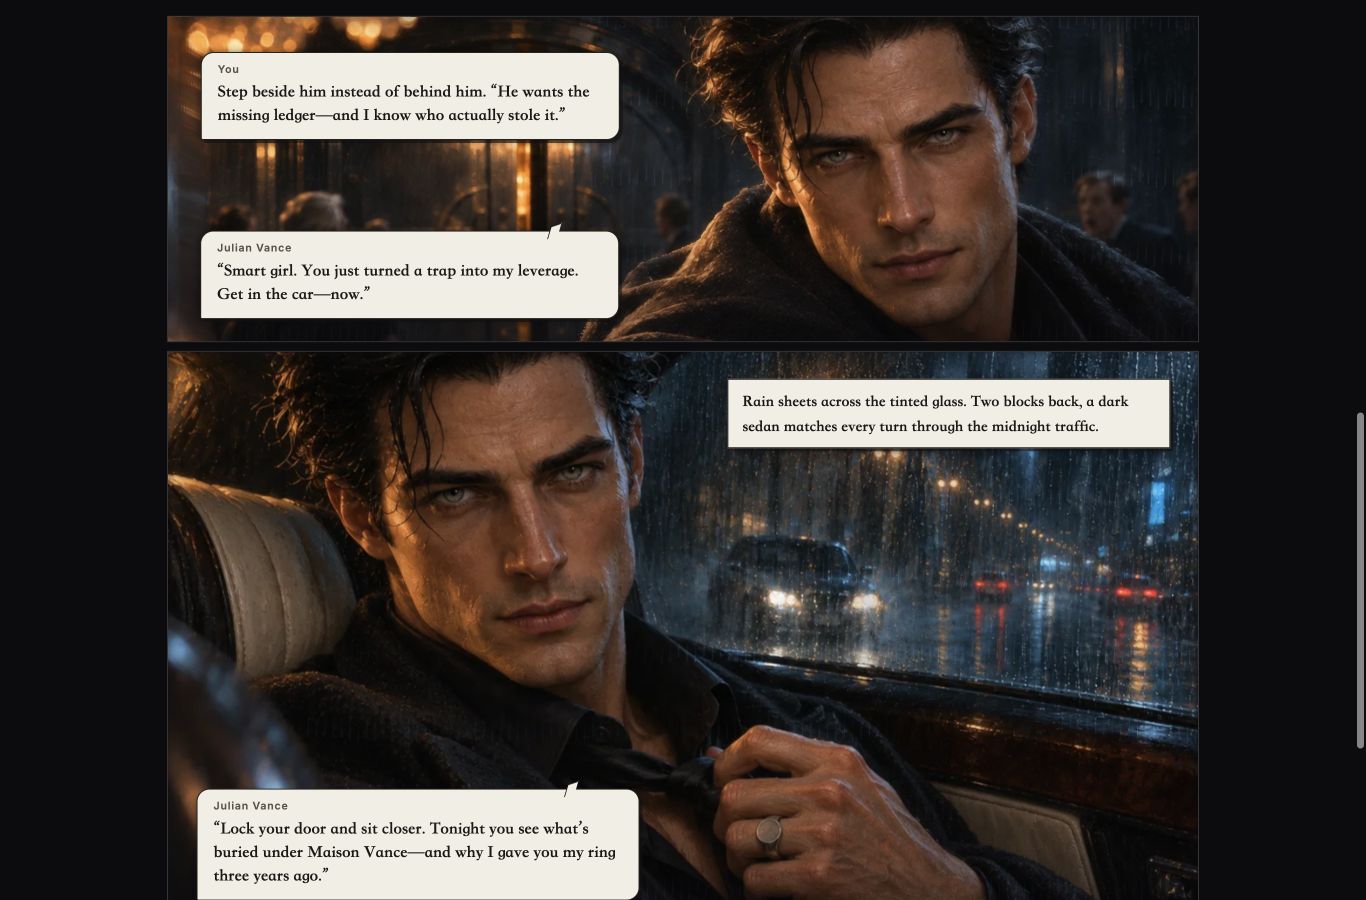 You
Step beside him instead of behind him. “He wants the
missing ledger—and I know who actually stole it.”
Julian Vance
“Smart girl. You just turned a trap into my leverage.
Get in the car—now.”
Rain sheets across the tinted glass. Two blocks back, a dark
sedan matches every turn through the midnight traffic.
Julian Vance
“Lock your door and sit closer. Tonight you see what’s
buried under Maison Vance—and why I gave you my ring
three years ago.”